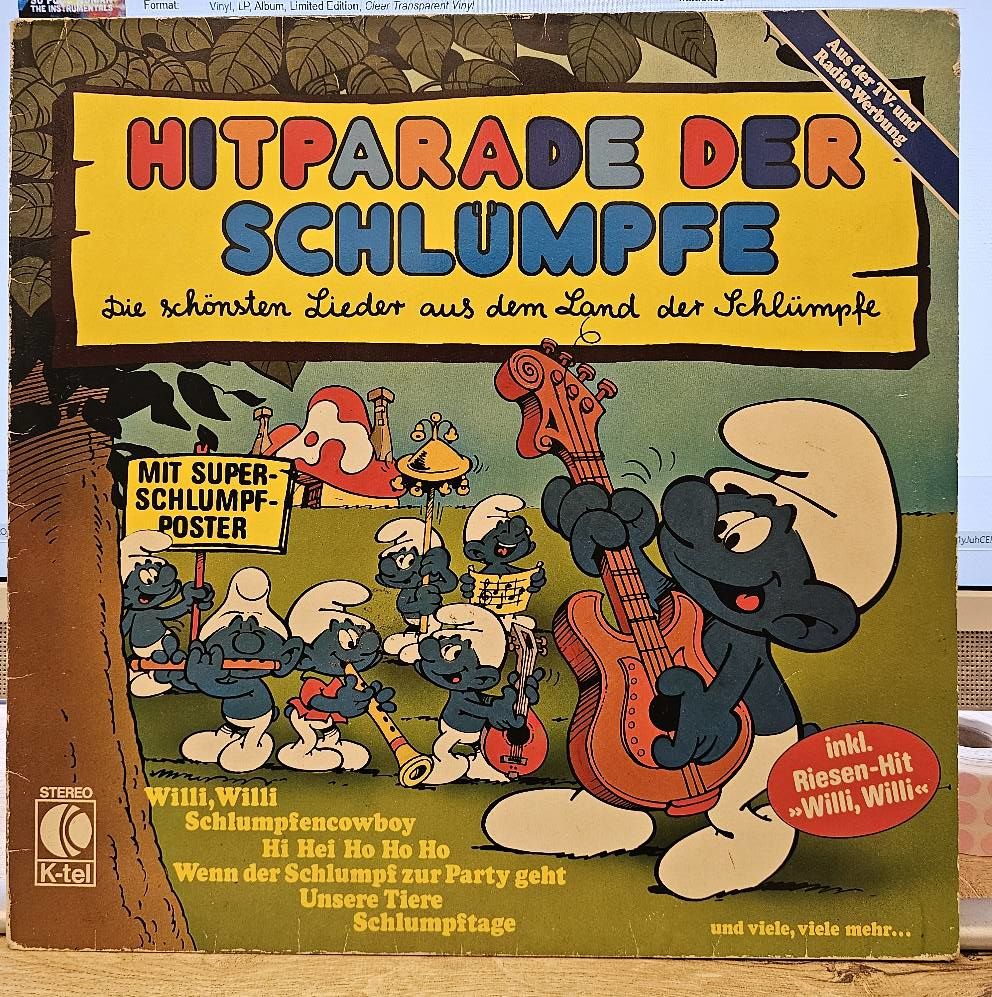 THE INSTRUMENTALS
Format: Vinyl, LP, Album, Limited Edition, Clear Transparent Vinyl
Aus der TV- und
Radio-Werbung
HITPARADE DER
SCHLÜMPFE
Die schönsten Lieder aus dem Land der Schlümpfe
MIT SUPER-
SCHLUMPF-
POSTER
inkl.
Riesen-Hit
»Willi, Willi«
STEREO
K-tel
Willi, Willi
Schlumpfencowboy
Hi Hei Ho Ho Ho
Wenn der Schlumpf zur Party geht
Unsere Tiere
Schlumpftage
und viele, viele mehr...